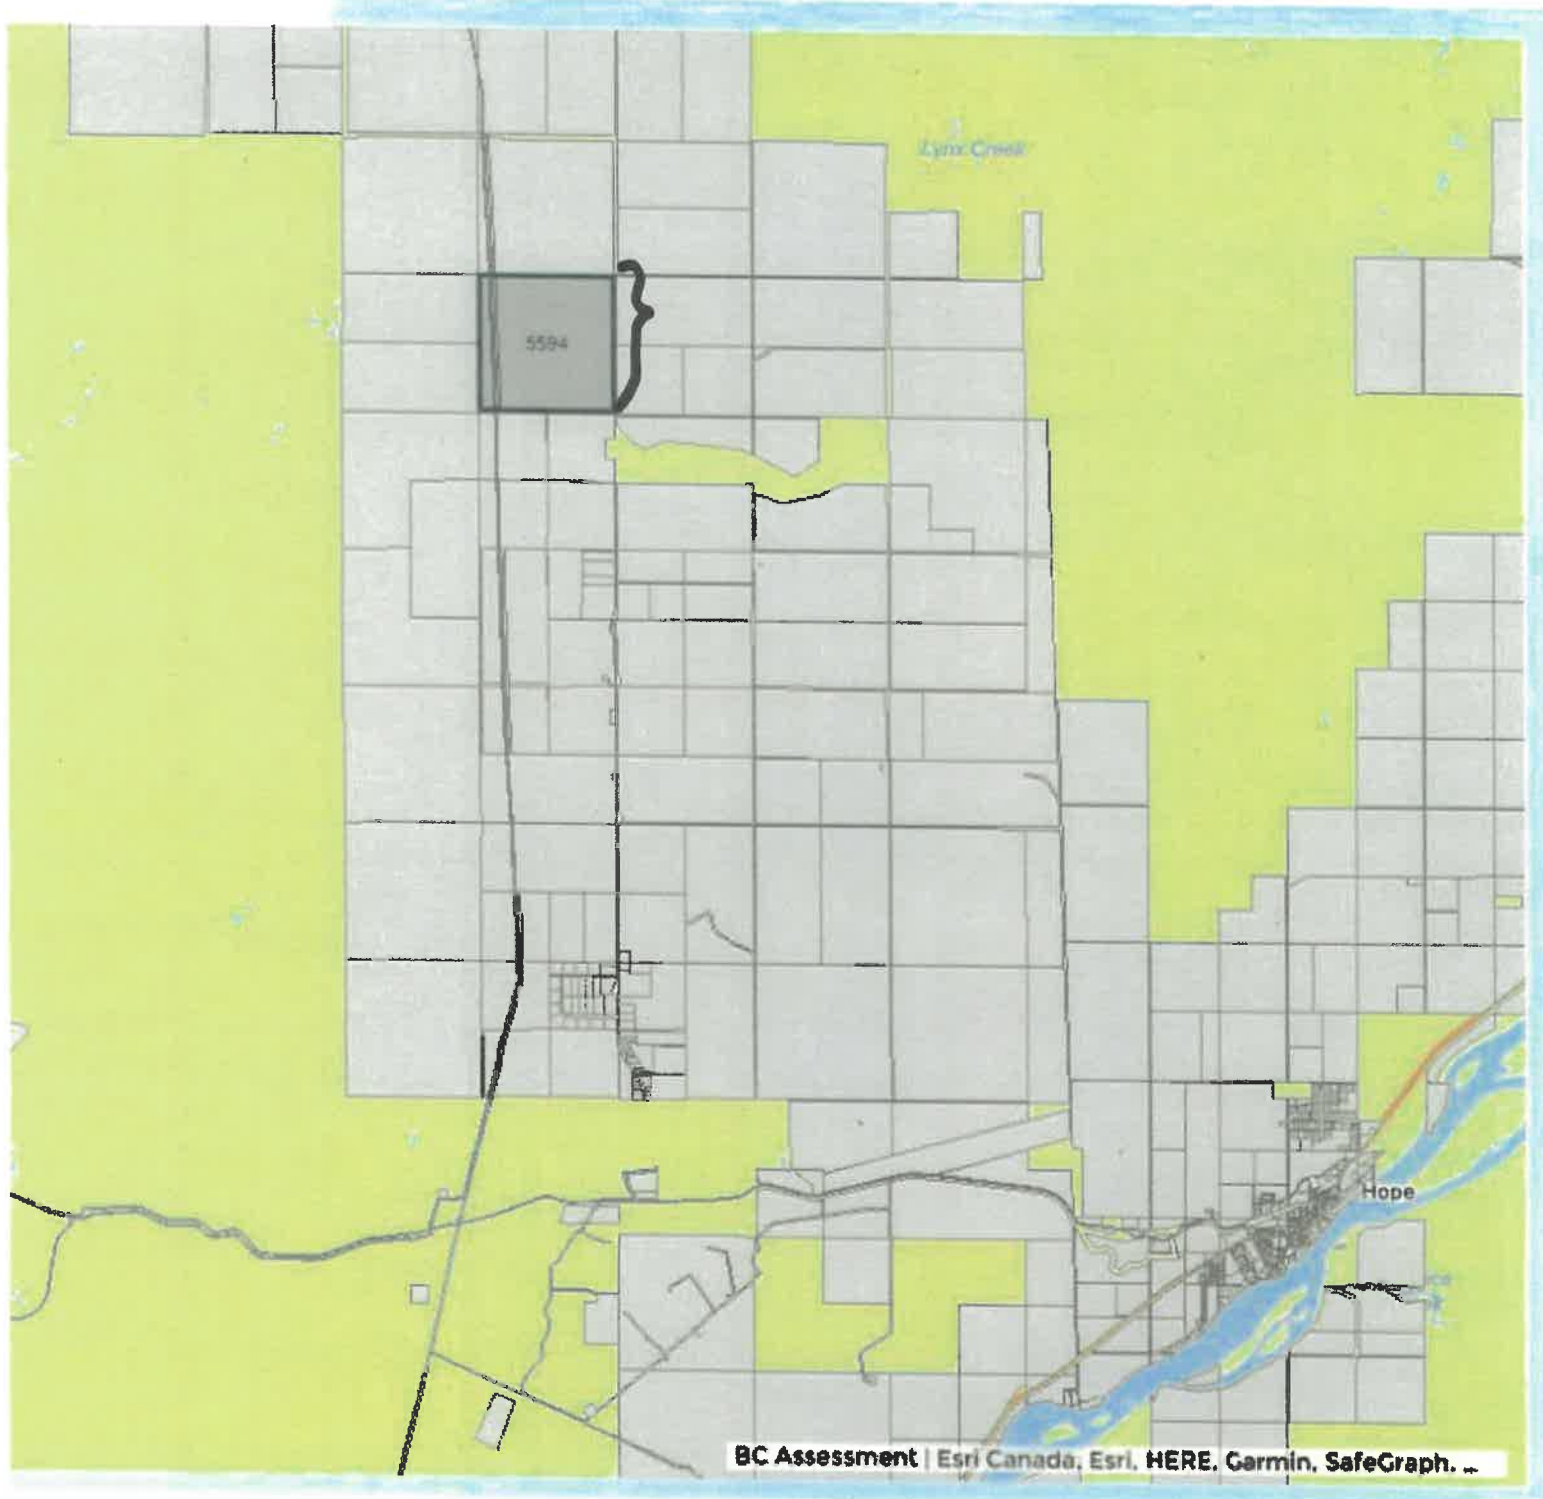 Lynx Creek
5594
Hope
BC Assessment | Esri Canada, Esri, HERE, Garmin, SafeGraph, ...